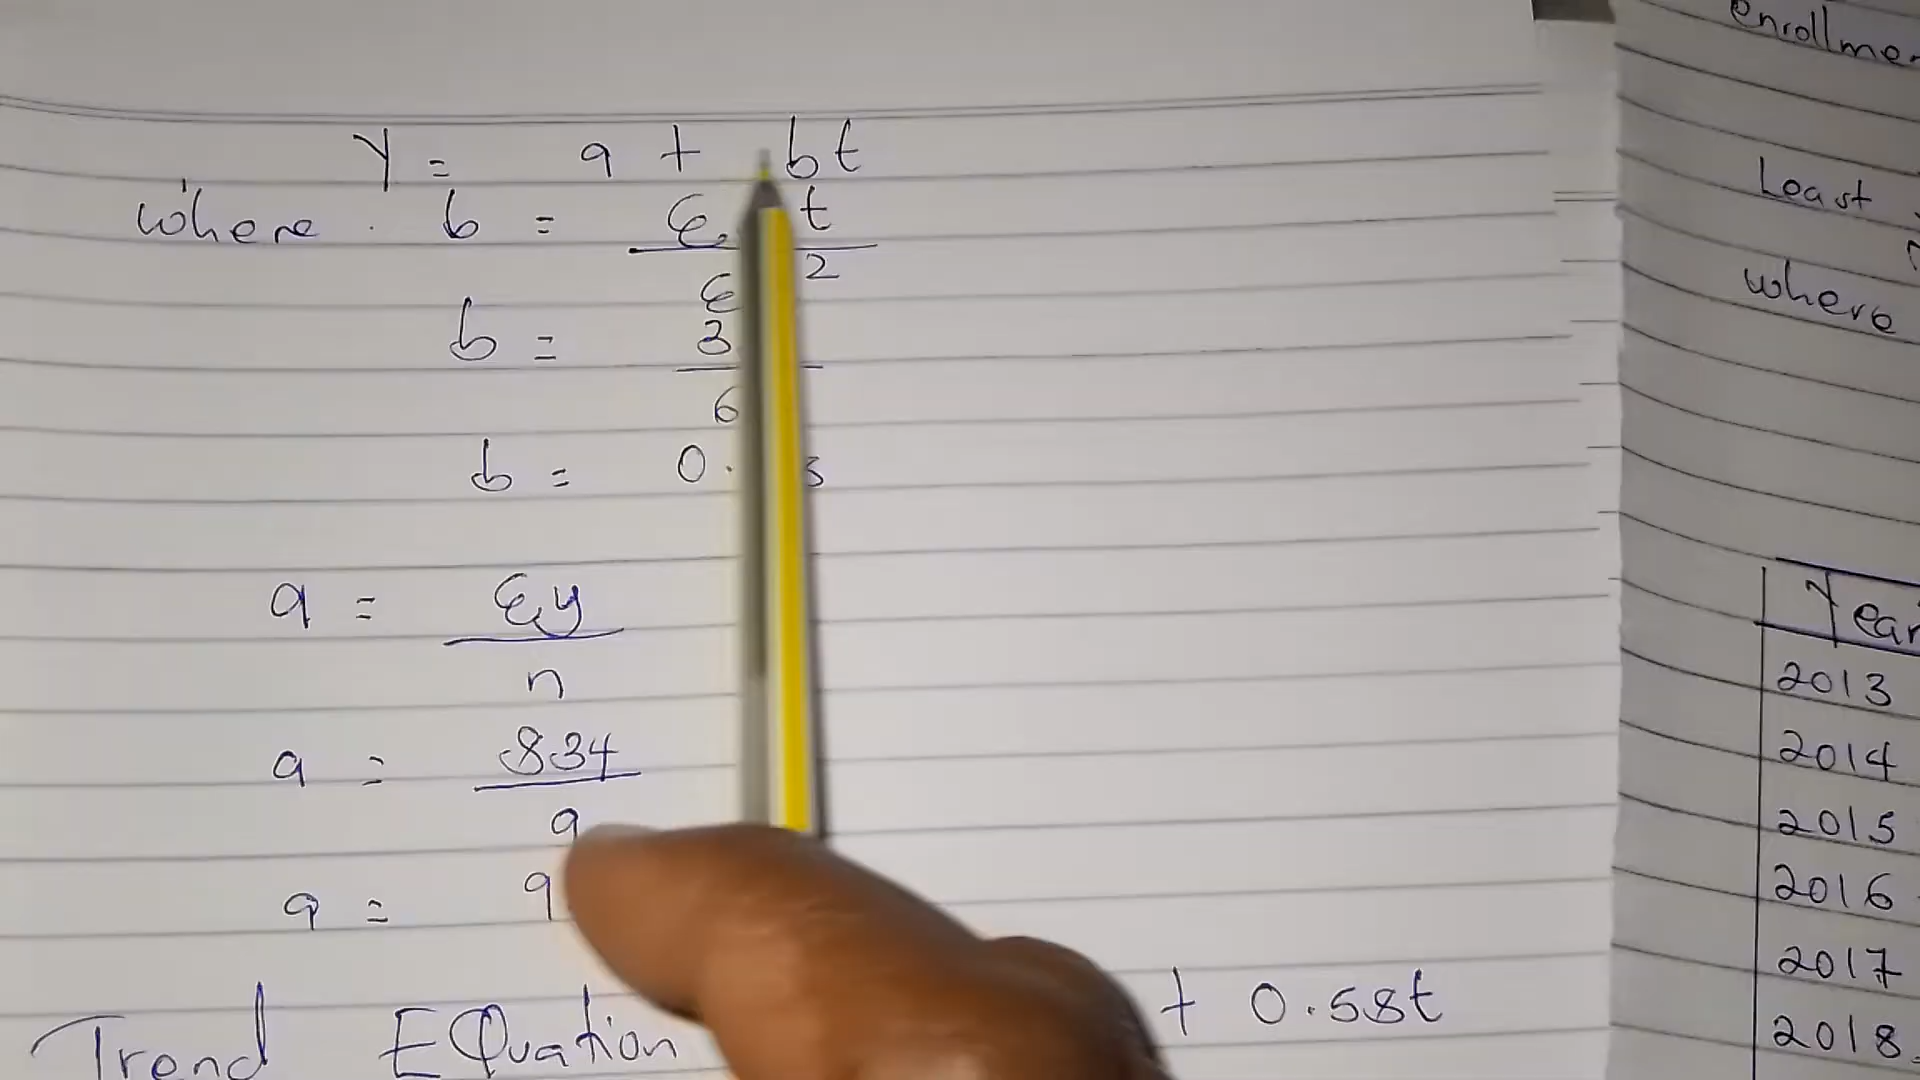 Y = a + bt
where b = Σ t
Σ 2
b = 3
6
b = 0. 8
a = Σy
n
a = 834
9
a = 9
Trend EQuation + 0.58t
enrollme
Least
where
Year
2013
2014
2015
2016
2017
2018